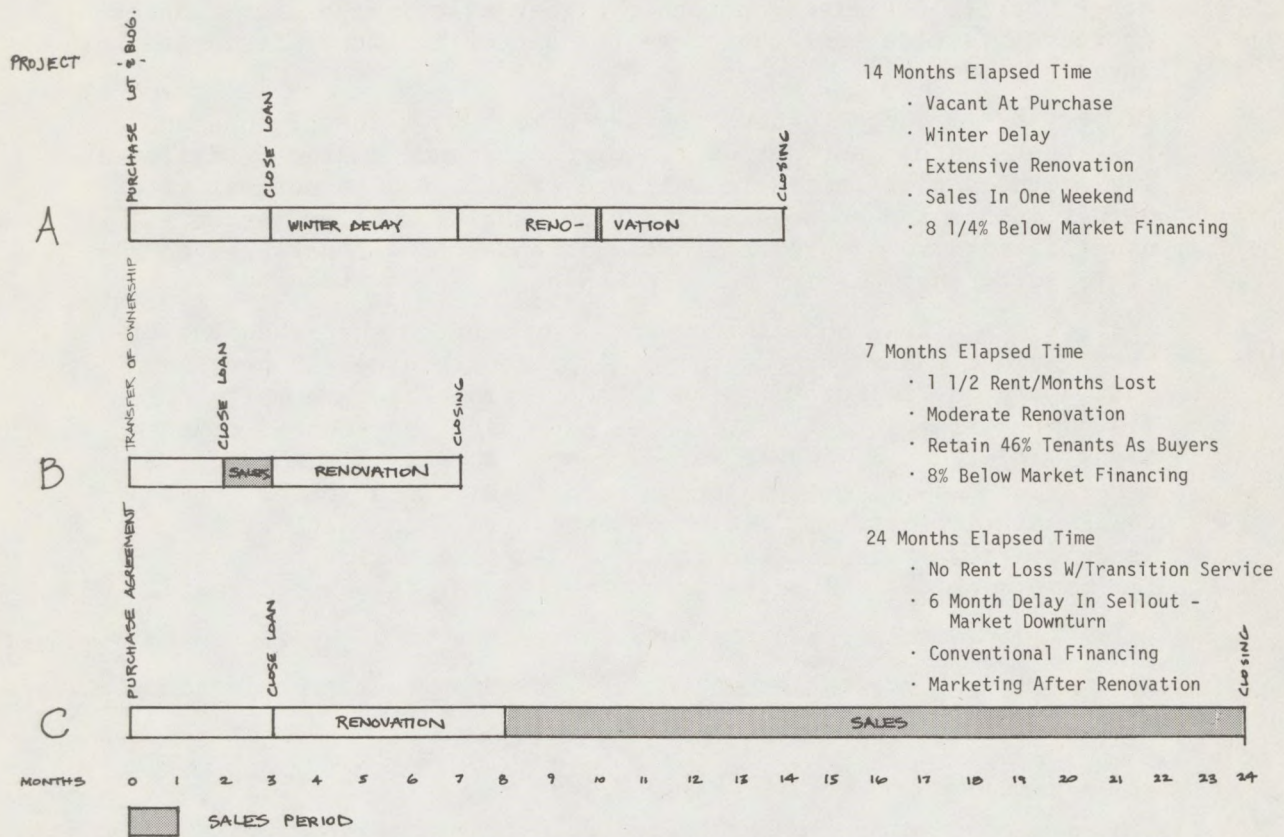 PROJECT
PURCHASE LOT & BLDG.
CLOSE LOAN
CLOSING
A
WINTER DELAY
RENO-
VATION
14 Months Elapsed Time
· Vacant At Purchase
· Winter Delay
· Extensive Renovation
· Sales In One Weekend
· 8 1/4% Below Market Financing
TRANSFER OF OWNERSHIP
CLOSE LOAN
CLOSING
B
SALES
RENOVATION
7 Months Elapsed Time
· 1 1/2 Rent/Months Lost
· Moderate Renovation
· Retain 46% Tenants As Buyers
· 8% Below Market Financing
PURCHASE AGREEMENT
CLOSE LOAN
CLOSING
C
RENOVATION
SALES
24 Months Elapsed Time
· No Rent Loss W/Transition Service
· 6 Month Delay In Sellout -
Market Downturn
· Conventional Financing
· Marketing After Renovation
MONTHS 0 1 2 3 4 5 6 7 8 9 10 11 12 13 14 15 16 17 18 19 20 21 22 23 24
SALES PERIOD